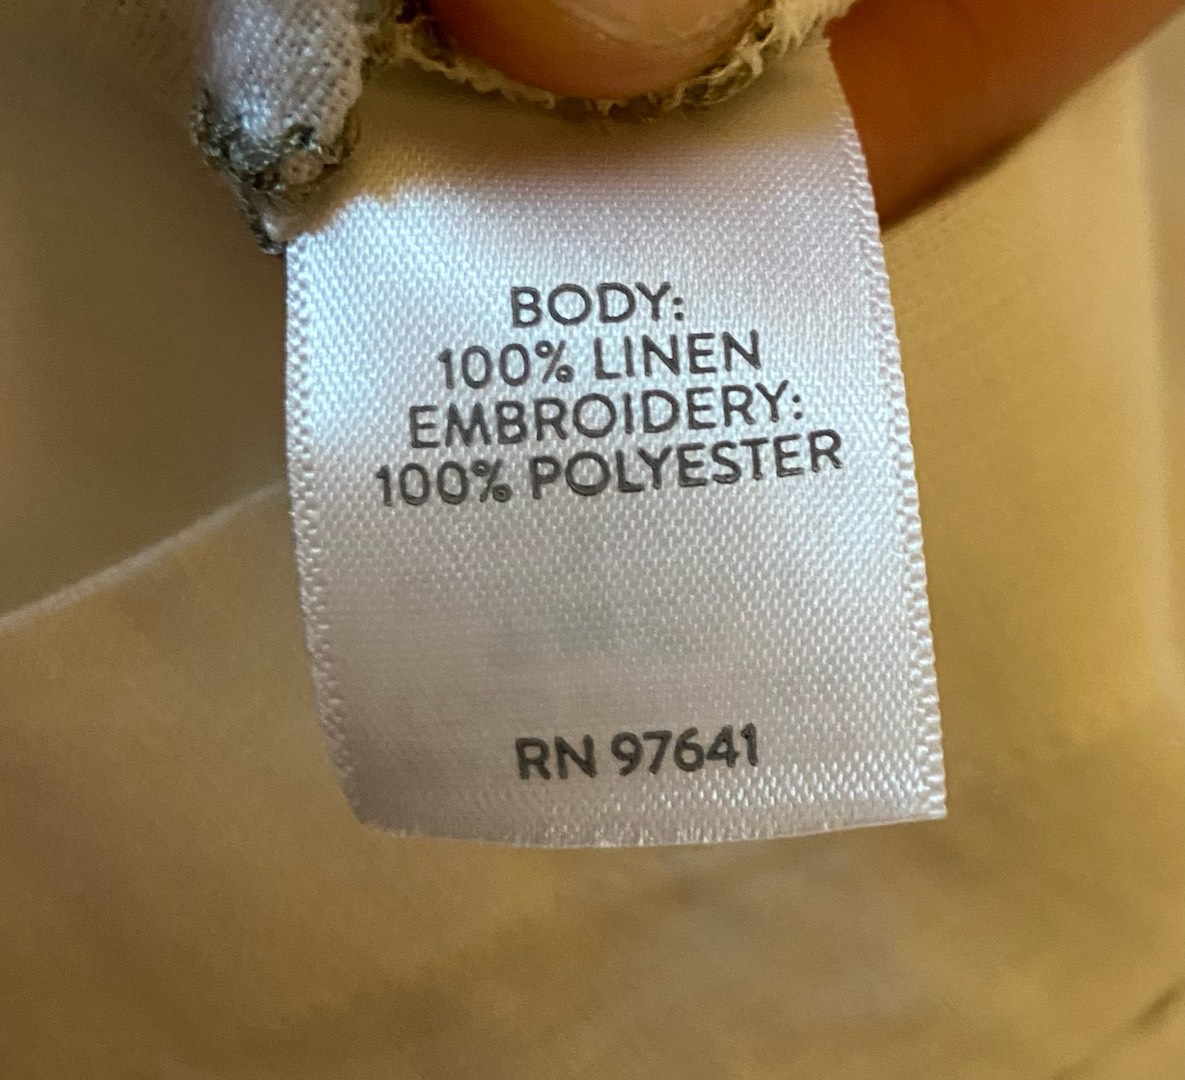 BODY:
100% LINEN
EMBROIDERY:
100% POLYESTER
RN 97641